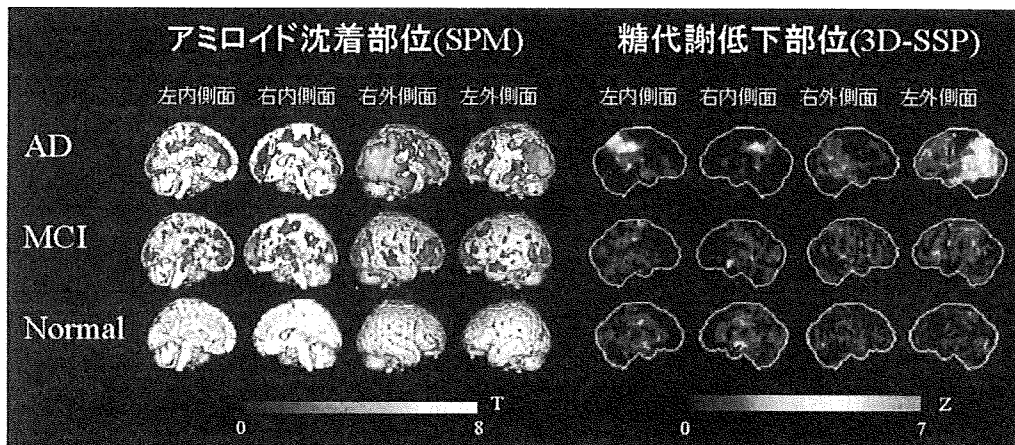 アミロイド沈着部位(SPM) 糖代謝低下部位(3D-SSP)
左内側面 右内側面 右外側面 左外側面 左内側面 右内側面 右外側面 左外側面
AD
MCI
Normal
T Z
0 8 0 7